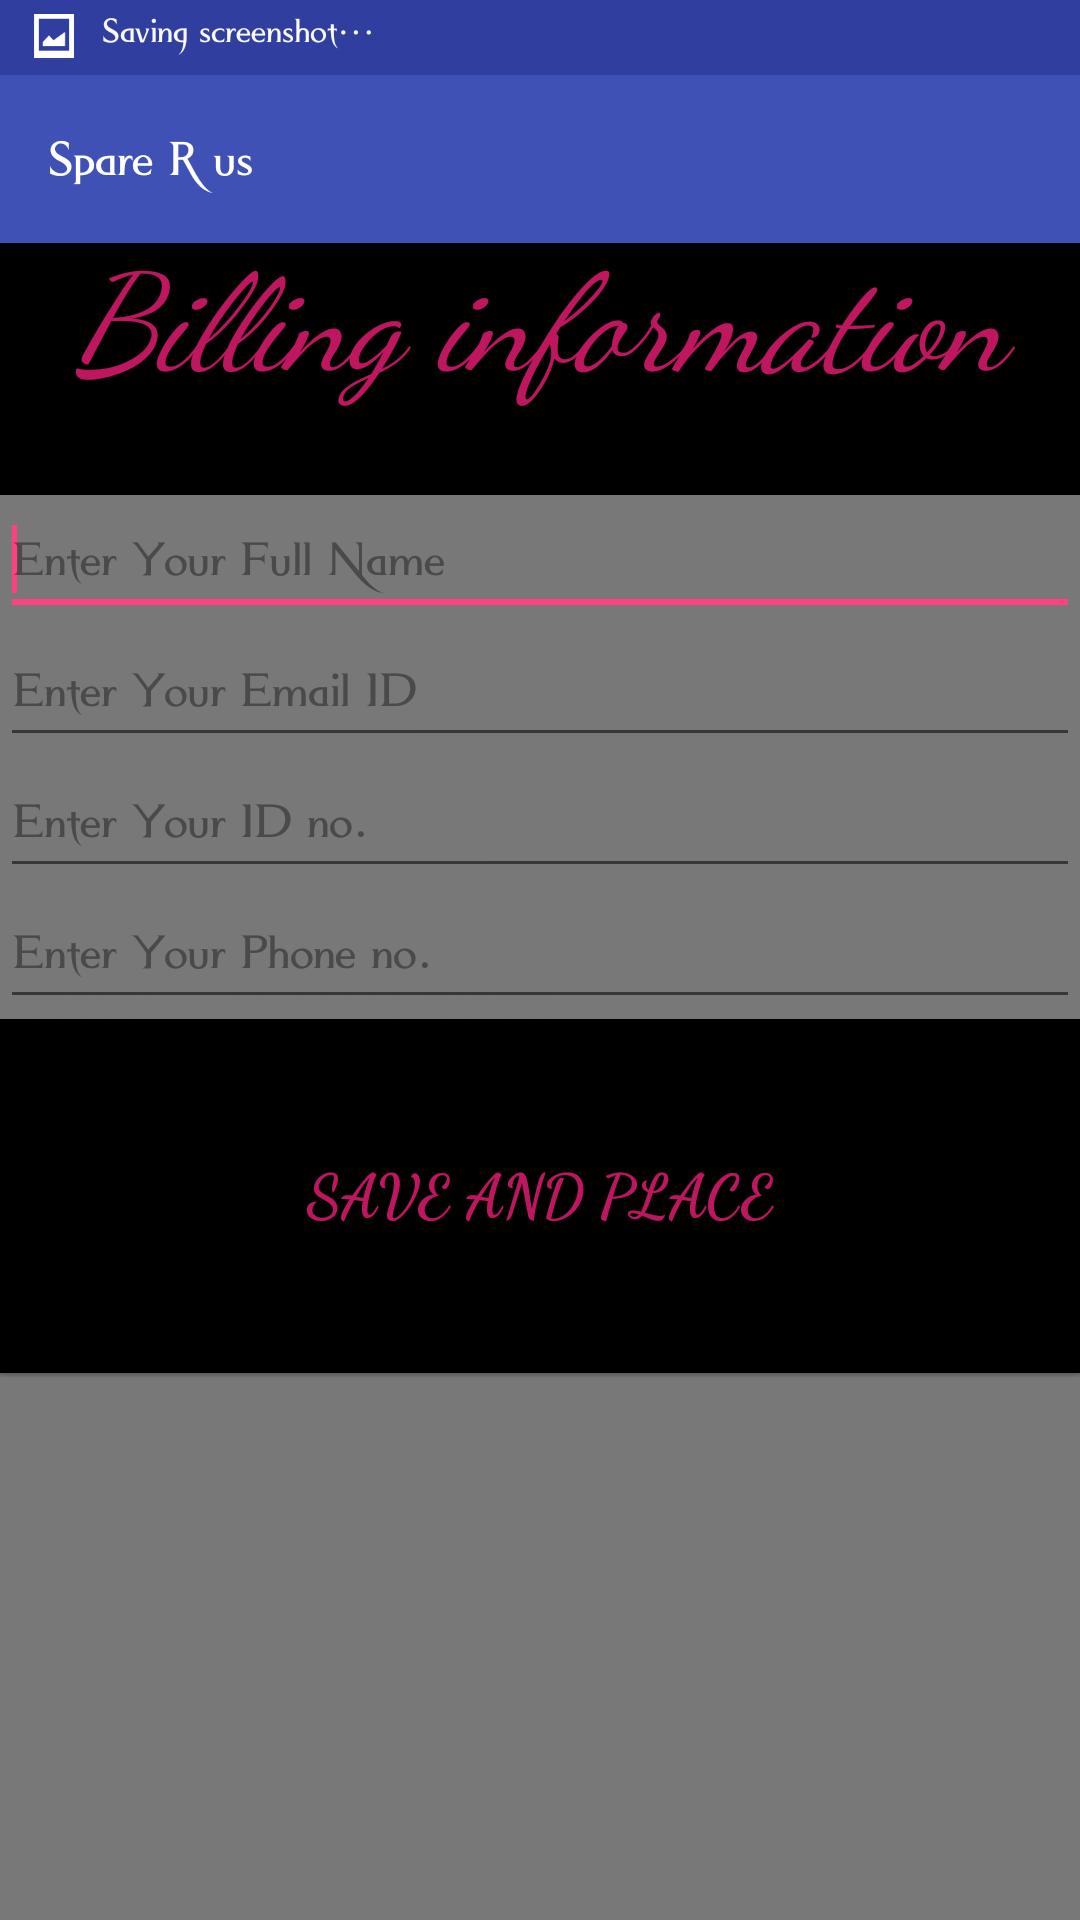 Saving screenshot...
Spare R us
Billing information
Enter Your Full Name
Enter Your Email ID
Enter Your ID no.
Enter Your Phone no.
SAVE AND PLACE